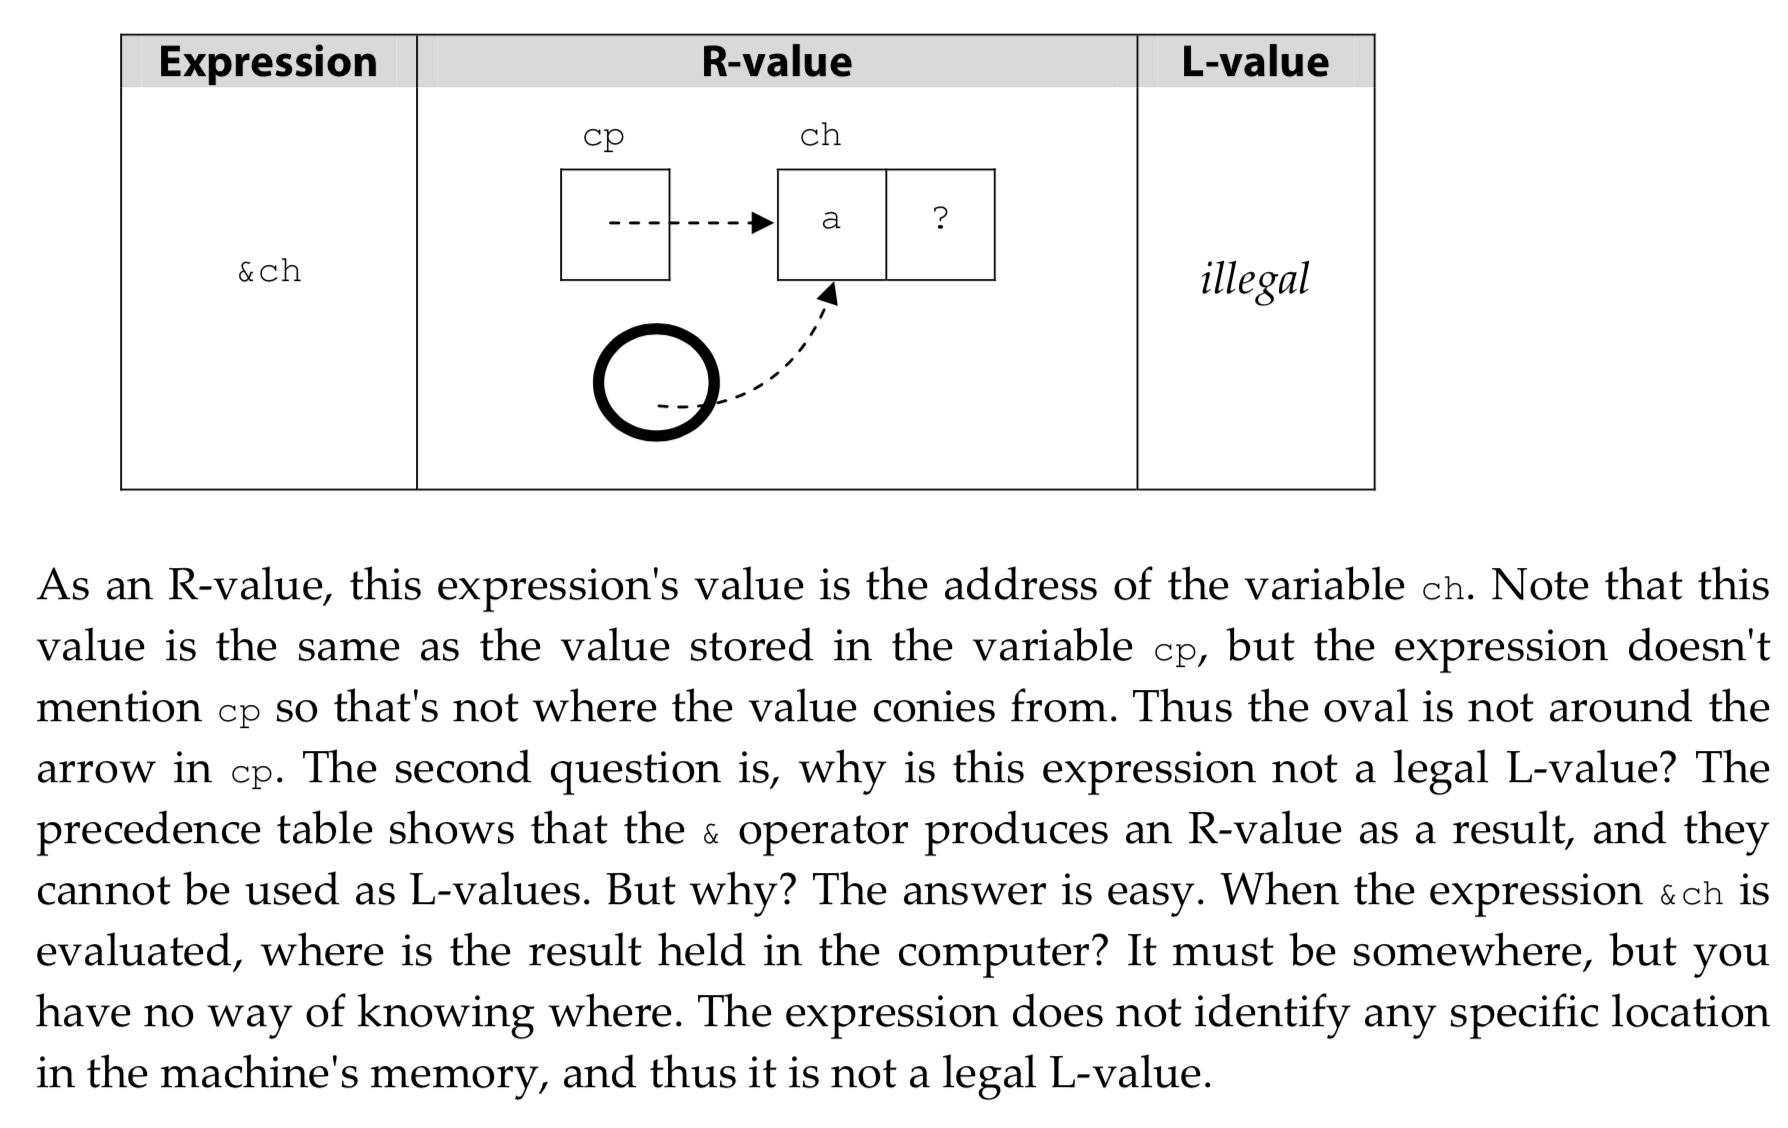 Expression R-value L-value
cp ch
a ?
&ch
illegal
As an R-value, this expression's value is the address of the variable ch. Note that this
value is the same as the value stored in the variable cp, but the expression doesn't
mention cp so that's not where the value conies from. Thus the oval is not around the
arrow in cp. The second question is, why is this expression not a legal L-value? The
precedence table shows that the & operator produces an R-value as a result, and they
cannot be used as L-values. But why? The answer is easy. When the expression &ch is
evaluated, where is the result held in the computer? It must be somewhere, but you
have no way of knowing where. The expression does not identify any specific location
in the machine's memory, and thus it is not a legal L-value.